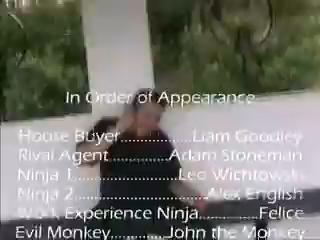 In Order of Appearance
House Buyer..................Liam Goodley
Rival Agent...............Adam Stoneman
Ninja 1...........................Leo Wichtowski
Ninja 2............................Alex English
Work Experience Ninja...............Felice
Evil Monkey...............John the Monkey